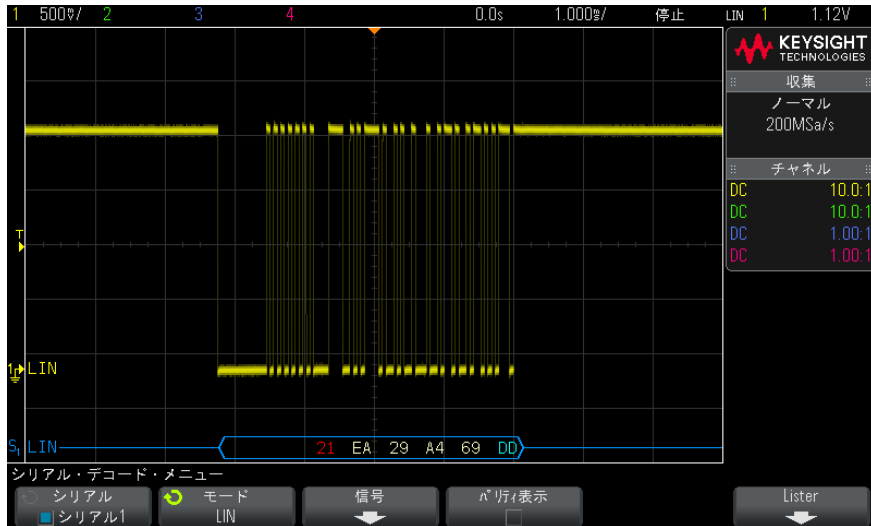 1 500㎷/ 2 3 4 0.0s 1.000㎳/ 停止 LIN 1 1.12V
KEYSIGHT
TECHNOLOGIES
収集
ノーマル
200MSa/s
チャネル
DC 10.0:1
DC 10.0:1
DC 1.00:1
DC 1.00:1
T
1 LIN
S1 LIN 21 EA 29 A4 69 DD
シリアル・デコード・メニュー
シリアル モード 信号 パリティ表示 Lister
シリアル1 LIN